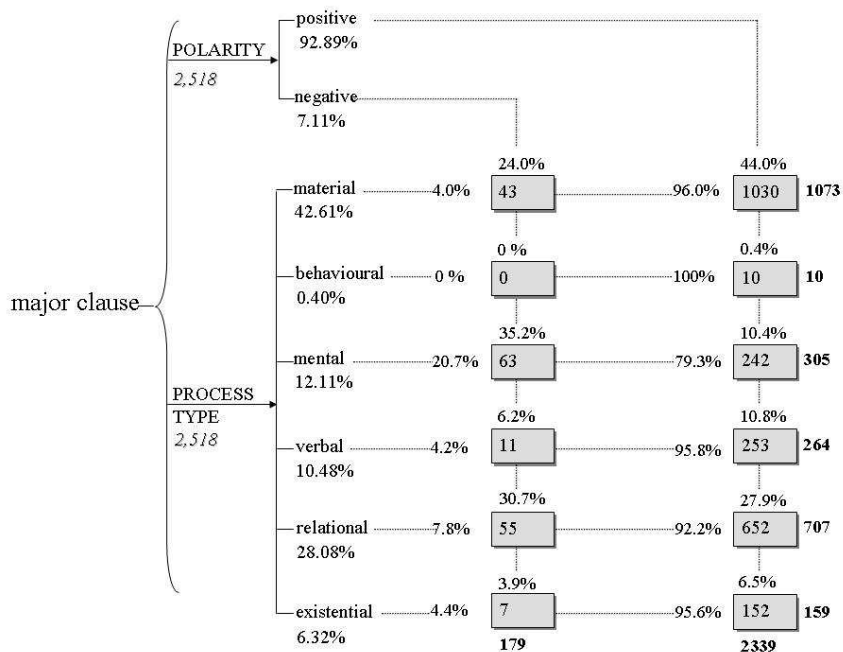 positive
92.89%
POLARITY
2,518
negative
7.11%
24.0% 44.0%
material 4.0% 43 96.0% 1030 1073
42.61%
0 % 0.4%
behavioural 0 % 0 100% 10 10
0.40%
major clause
35.2% 10.4%
mental 20.7% 63 79.3% 242 305
12.11%
PROCESS
TYPE
2,518
6.2% 10.8%
verbal 4.2% 11 95.8% 253 264
10.48%
30.7% 27.9%
relational 7.8% 55 92.2% 652 707
28.08%
3.9% 6.5%
existential 4.4% 7 95.6% 152 159
6.32%
179 2339